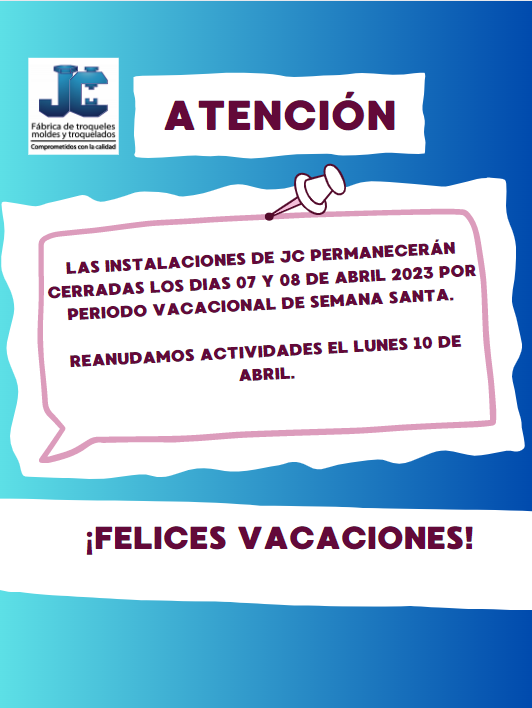 JC
Fábrica de troqueles
moldes y troquelados
Comprometidos con la calidad
ATENCIÓN
LAS INSTALACIONES DE JC PERMANECERÁN
CERRADAS LOS DIAS 07 Y 08 DE ABRIL 2023 POR
PERIODO VACACIONAL DE SEMANA SANTA.
REANUDAMOS ACTIVIDADES EL LUNES 10 DE
ABRIL.
¡FELICES VACACIONES!